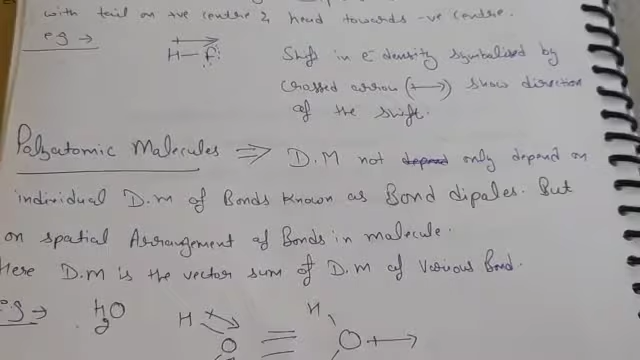 with tail on +ve centre & head towards -ve centre.
eg →
H – F: Shift in e⁻ density symbolised by
crossed arrow (+→) show direction
of the shift.
Polyatomic Molecules ⇒ D.M not only depend on
individual D.m of Bonds known as Bond dipoles. But
on spatial Arrangement of Bonds in molecule.
Here D.M is the vector sum of D.M of various Bond.
e.g → H2O H O ≡ H O +→